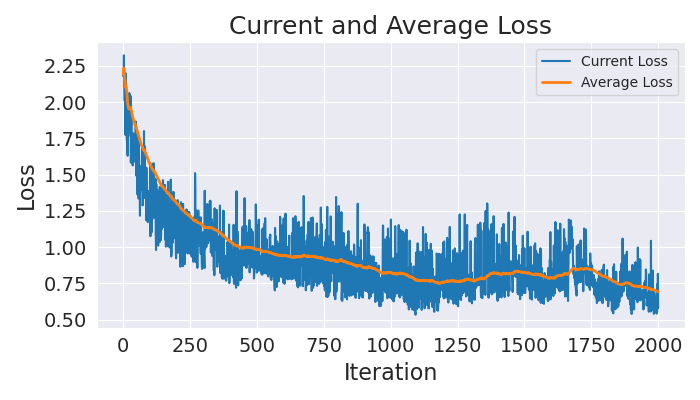 Current and Average Loss
Current Loss
Average Loss
Loss
2.25
2.00
1.75
1.50
1.25
1.00
0.75
0.50
0 250 500 750 1000 1250 1500 1750 2000
Iteration